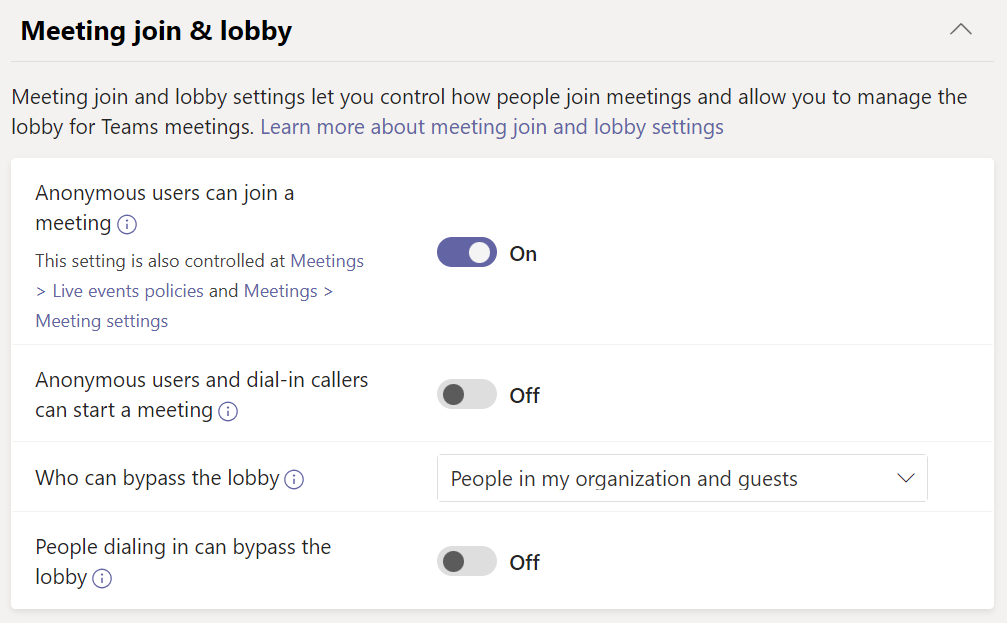 Meeting join & lobby
Meeting join and lobby settings let you control how people join meetings and allow you to manage the
lobby for Teams meetings. Learn more about meeting join and lobby settings
Anonymous users can join a
meeting
This setting is also controlled at Meetings
> Live events policies and Meetings >
Meeting settings
On
Anonymous users and dial-in callers
can start a meeting
Off
Who can bypass the lobby
People in my organization and guests
People dialing in can bypass the
lobby
Off